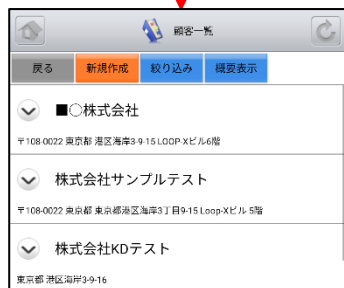 顧客一覧
戻る 新規作成 絞り込み 概要表示
■○株式会社
〒108-0022 東京都 港区海岸3-9-15 LOOP-Xビル6階
株式会社サンプルテスト
〒108-0022 東京都 東京都港区海岸3丁目9-15 Loop-Xビル 5階
株式会社KDテスト
東京都 港区海岸3-9-16